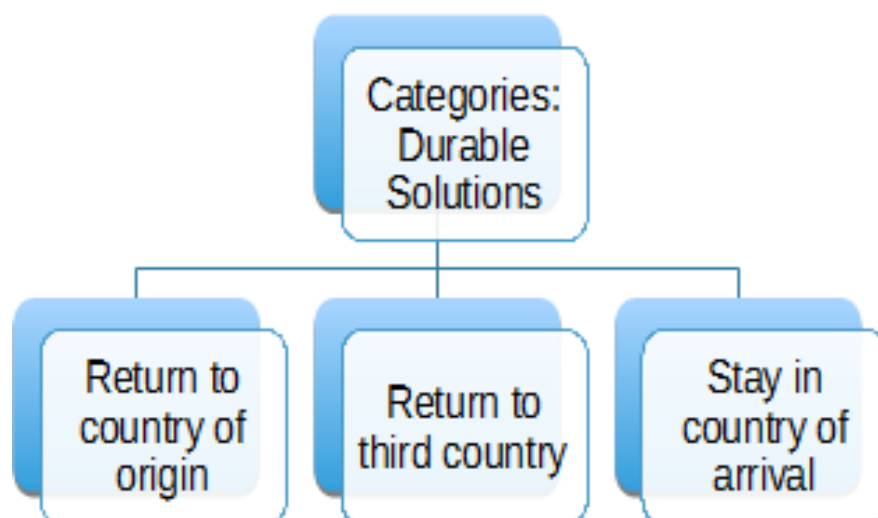 Categories:
Durable
Solutions
Return to
country of
origin
Return to
third country
Stay in
country of
arrival